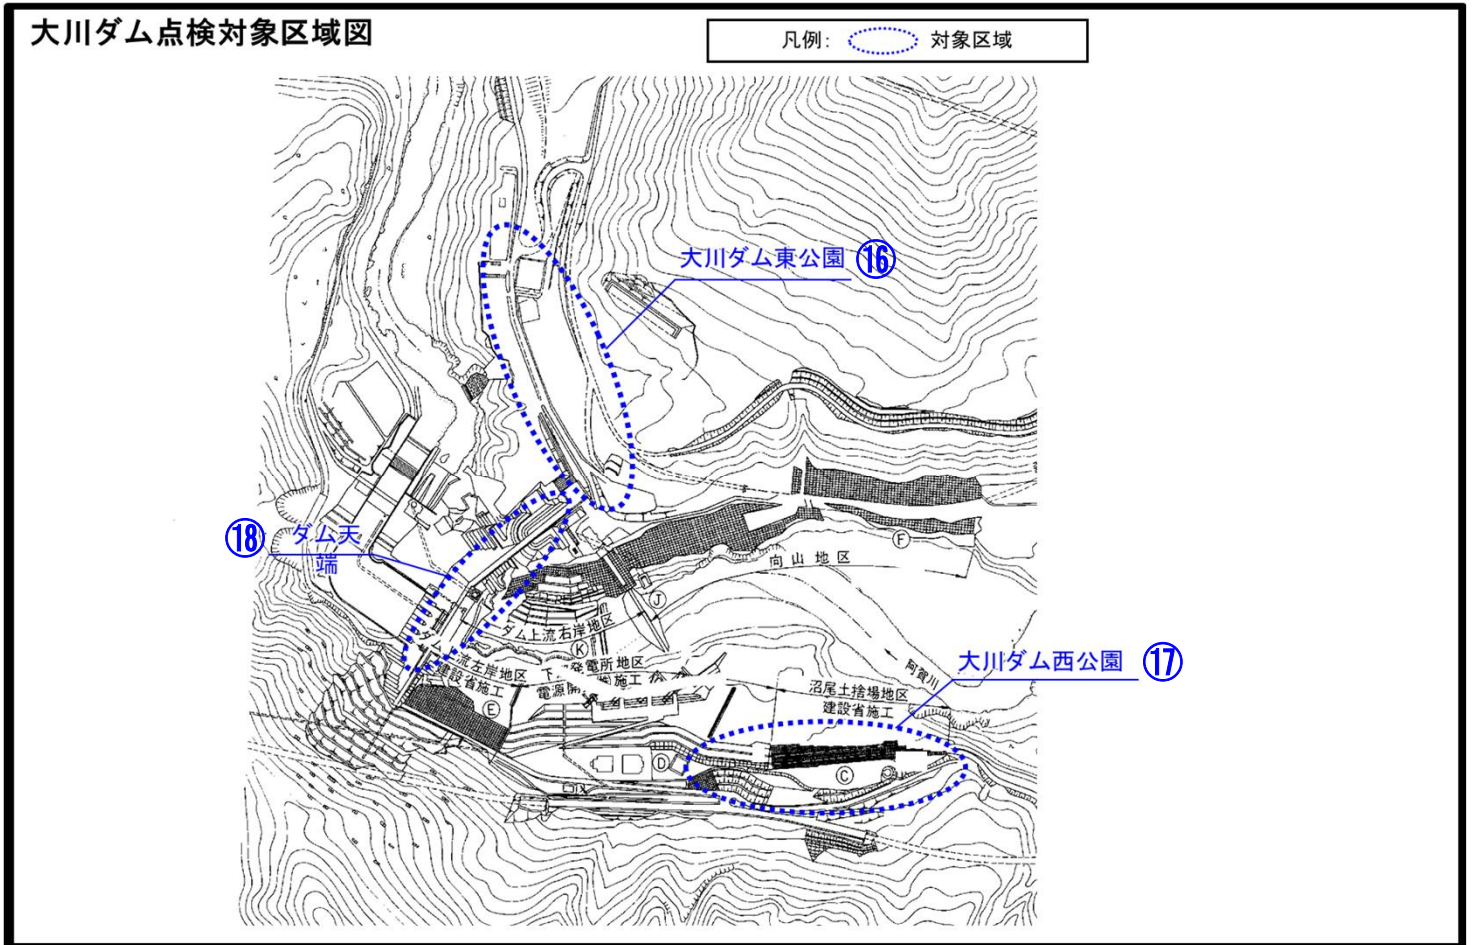 大川ダム点検対象区域図
凡例: 対象区域
大川ダム東公園 ⑯
⑱ ダム天
端
Ⓕ
向山地区
Ⓙ
ダム上流右岸地区
Ⓚ
流左岸地区
建設省施工
Ⓔ
発電所地区
電源開
施工
阿賀川
大川ダム西公園 ⑰
沼尾土捨場地区
建設省施工
Ⓓ
Ⓒ